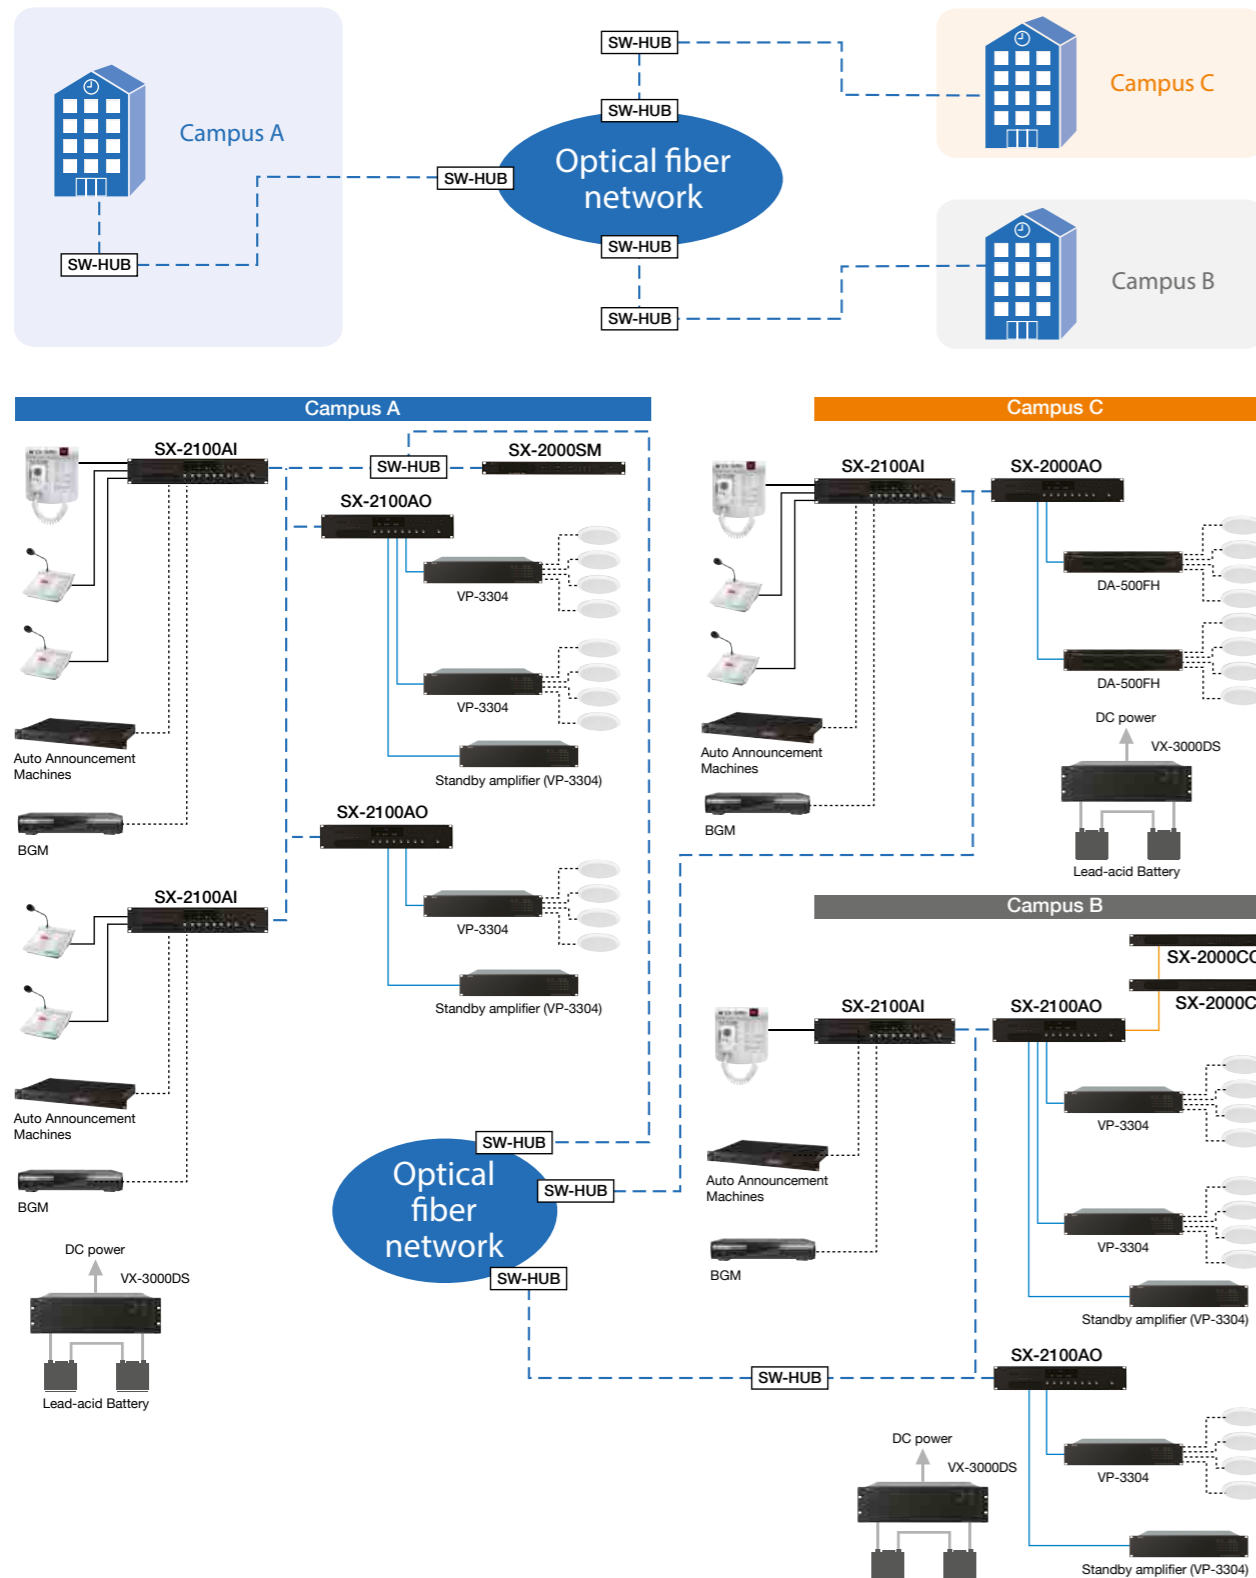 SW-HUB
Campus C
SW-HUB
Campus A
Optical fiber
network
SW-HUB
SW-HUB
SW-HUB
Campus B
SW-HUB
Campus A
SX-2100AI
SW-HUB
SX-2000SM
SX-2100AO
VP-3304
VP-3304
Auto Announcement
Machines
Standby amplifier (VP-3304)
SX-2100AO
BGM
SX-2100AI
VP-3304
Standby amplifier (VP-3304)
Auto Announcement
Machines
BGM
DC power
VX-3000DS
Lead-acid Battery
SW-HUB
Optical
fiber
network
SW-HUB
SW-HUB
SW-HUB
Campus C
SX-2100AI
SX-2000AO
DA-500FH
DA-500FH
DC power
VX-3000DS
Auto Announcement
Machines
BGM
Lead-acid Battery
Campus B
SX-2000CO
SX-2100AI
SX-2100AO
SX-2000C
VP-3304
Auto Announcement
Machines
VP-3304
BGM
Standby amplifier (VP-3304)
SX-2100AO
DC power
VX-3000DS
VP-3304
Standby amplifier (VP-3304)